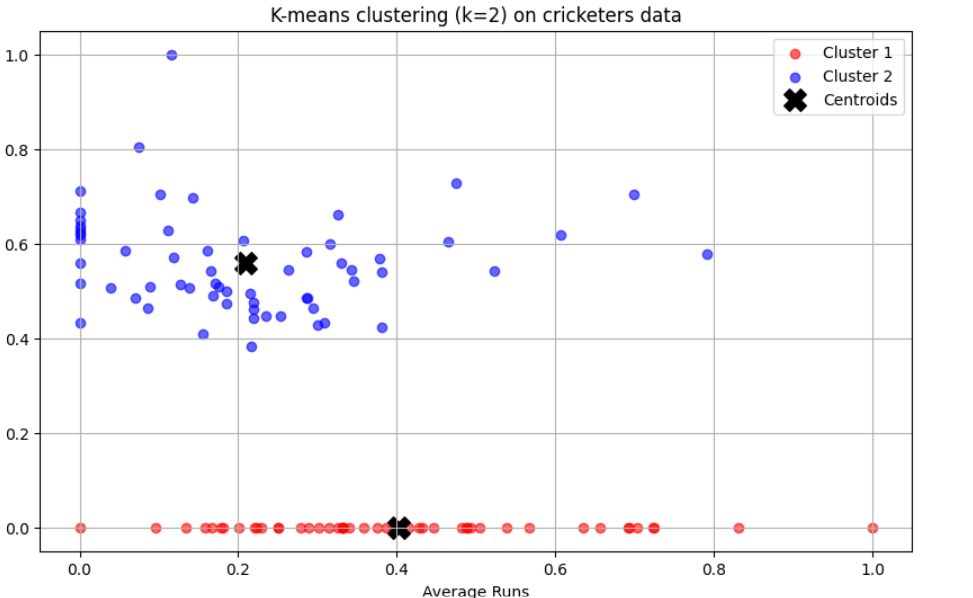 K-means clustering (k=2) on cricketers data
1.0
0.8
0.6
0.4
0.2
0.0
Cluster 1
Cluster 2
Centroids
0.0 0.2 0.4 0.6 0.8 1.0
Average Runs